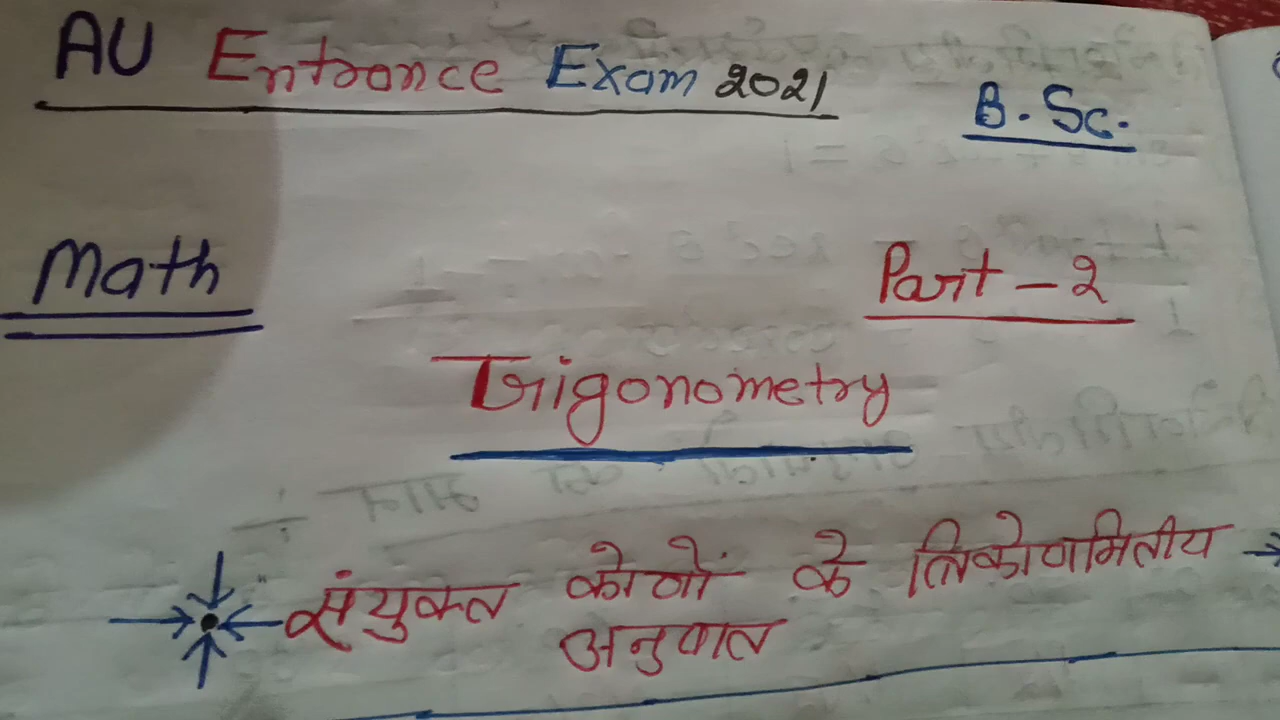 AU Entrance Exam 2021
B.Sc.
Math
Part-2
Trigonometry
संयुक्त कोणों के त्रिकोणमितीय
अनुपात